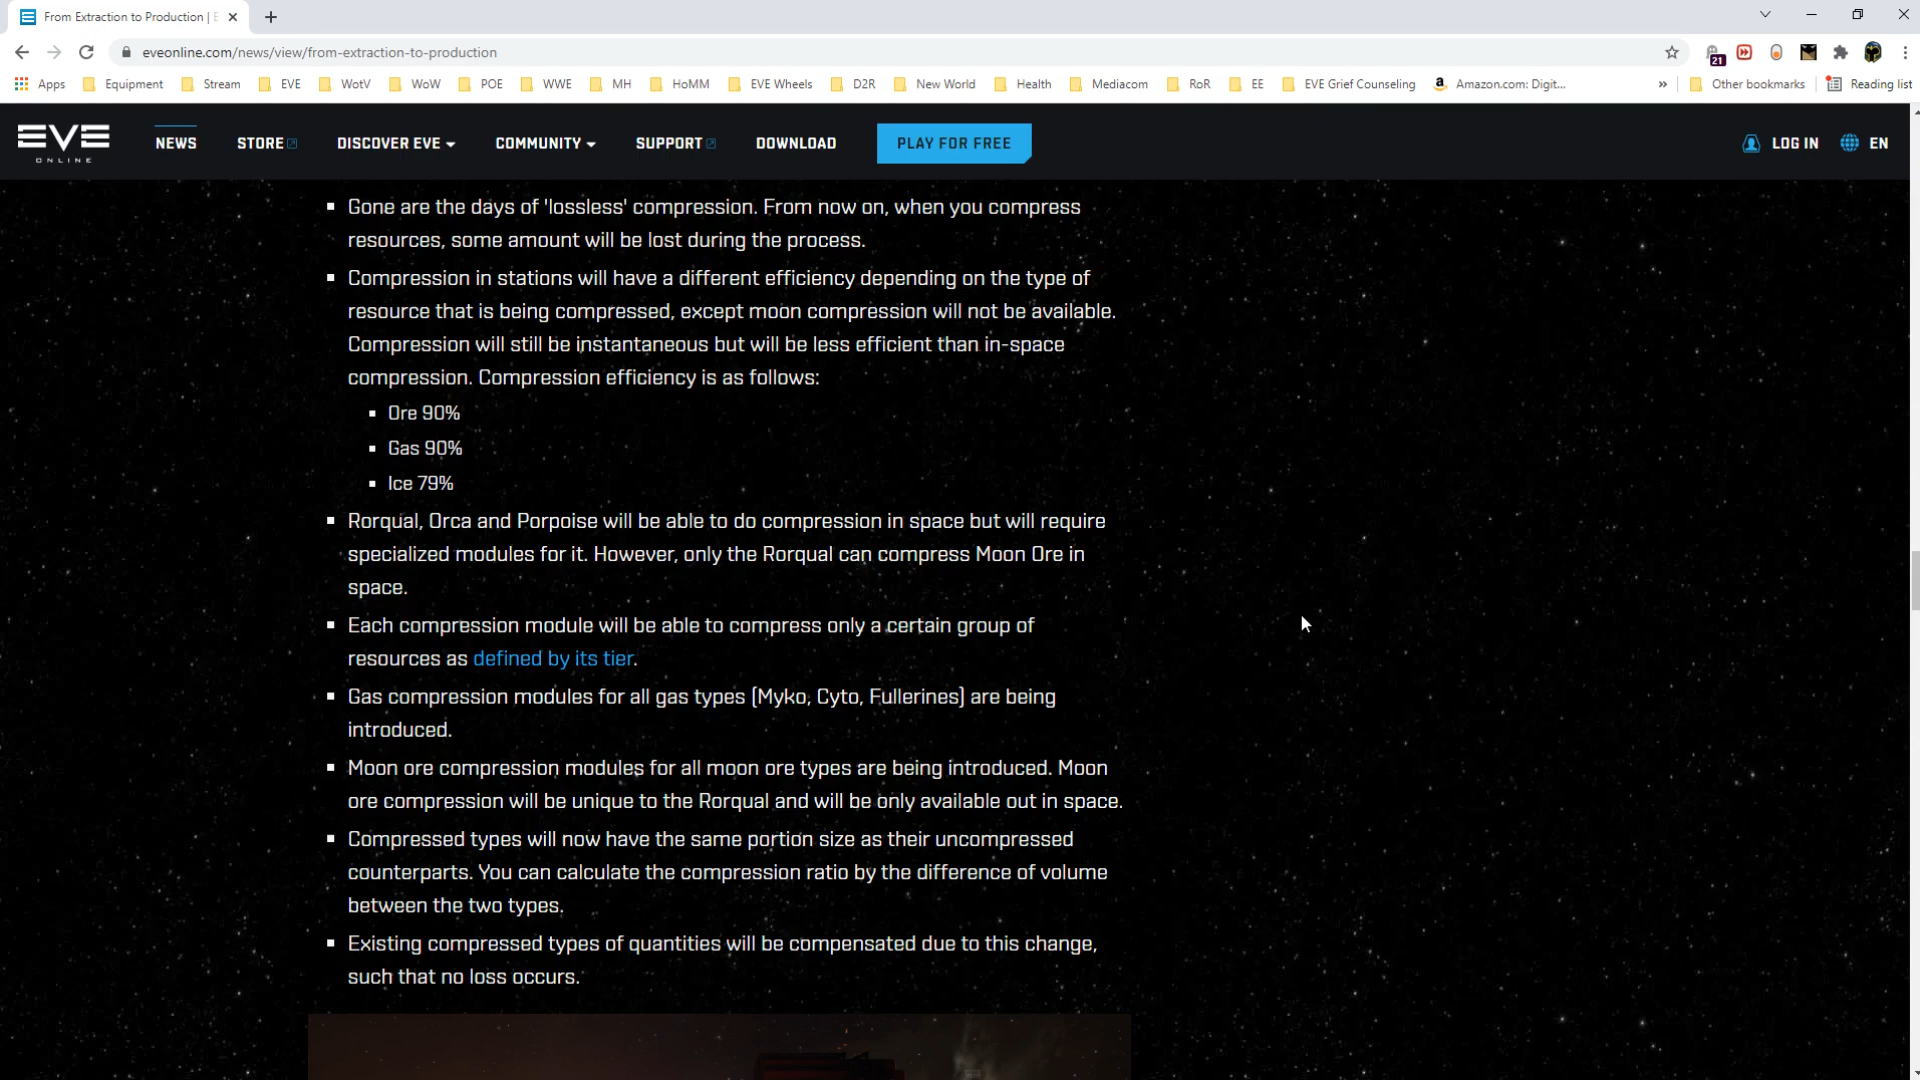 From Extraction to Production | E
eveonline.com/news/view/from-extraction-to-production
21
Apps Equipment Stream EVE WotV WoW POE WWE MH HoMM EVE Wheels D2R New World Health Mediacom RoR EE EVE Grief Counseling Amazon.com: Digit... » Other bookmarks Reading list
EVE ONLINE NEWS STORE DISCOVER EVE COMMUNITY SUPPORT DOWNLOAD PLAY FOR FREE LOG IN EN
Gone are the days of 'lossless' compression. From now on, when you compress
resources, some amount will be lost during the process.
Compression in stations will have a different efficiency depending on the type of
resource that is being compressed, except moon compression will not be available.
Compression will still be instantaneous but will be less efficient than in-space
compression. Compression efficiency is as follows:
Ore 90%
Gas 90%
Ice 79%
Rorqual, Orca and Porpoise will be able to do compression in space but will require
specialized modules for it. However, only the Rorqual can compress Moon Ore in
space.
Each compression module will be able to compress only a certain group of
resources as defined by its tier.
Gas compression modules for all gas types (Myko, Cyto, Fullerines) are being
introduced.
Moon ore compression modules for all moon ore types are being introduced. Moon
ore compression will be unique to the Rorqual and will be only available out in space.
Compressed types will now have the same portion size as their uncompressed
counterparts. You can calculate the compression ratio by the difference of volume
between the two types.
Existing compressed types of quantities will be compensated due to this change,
such that no loss occurs.